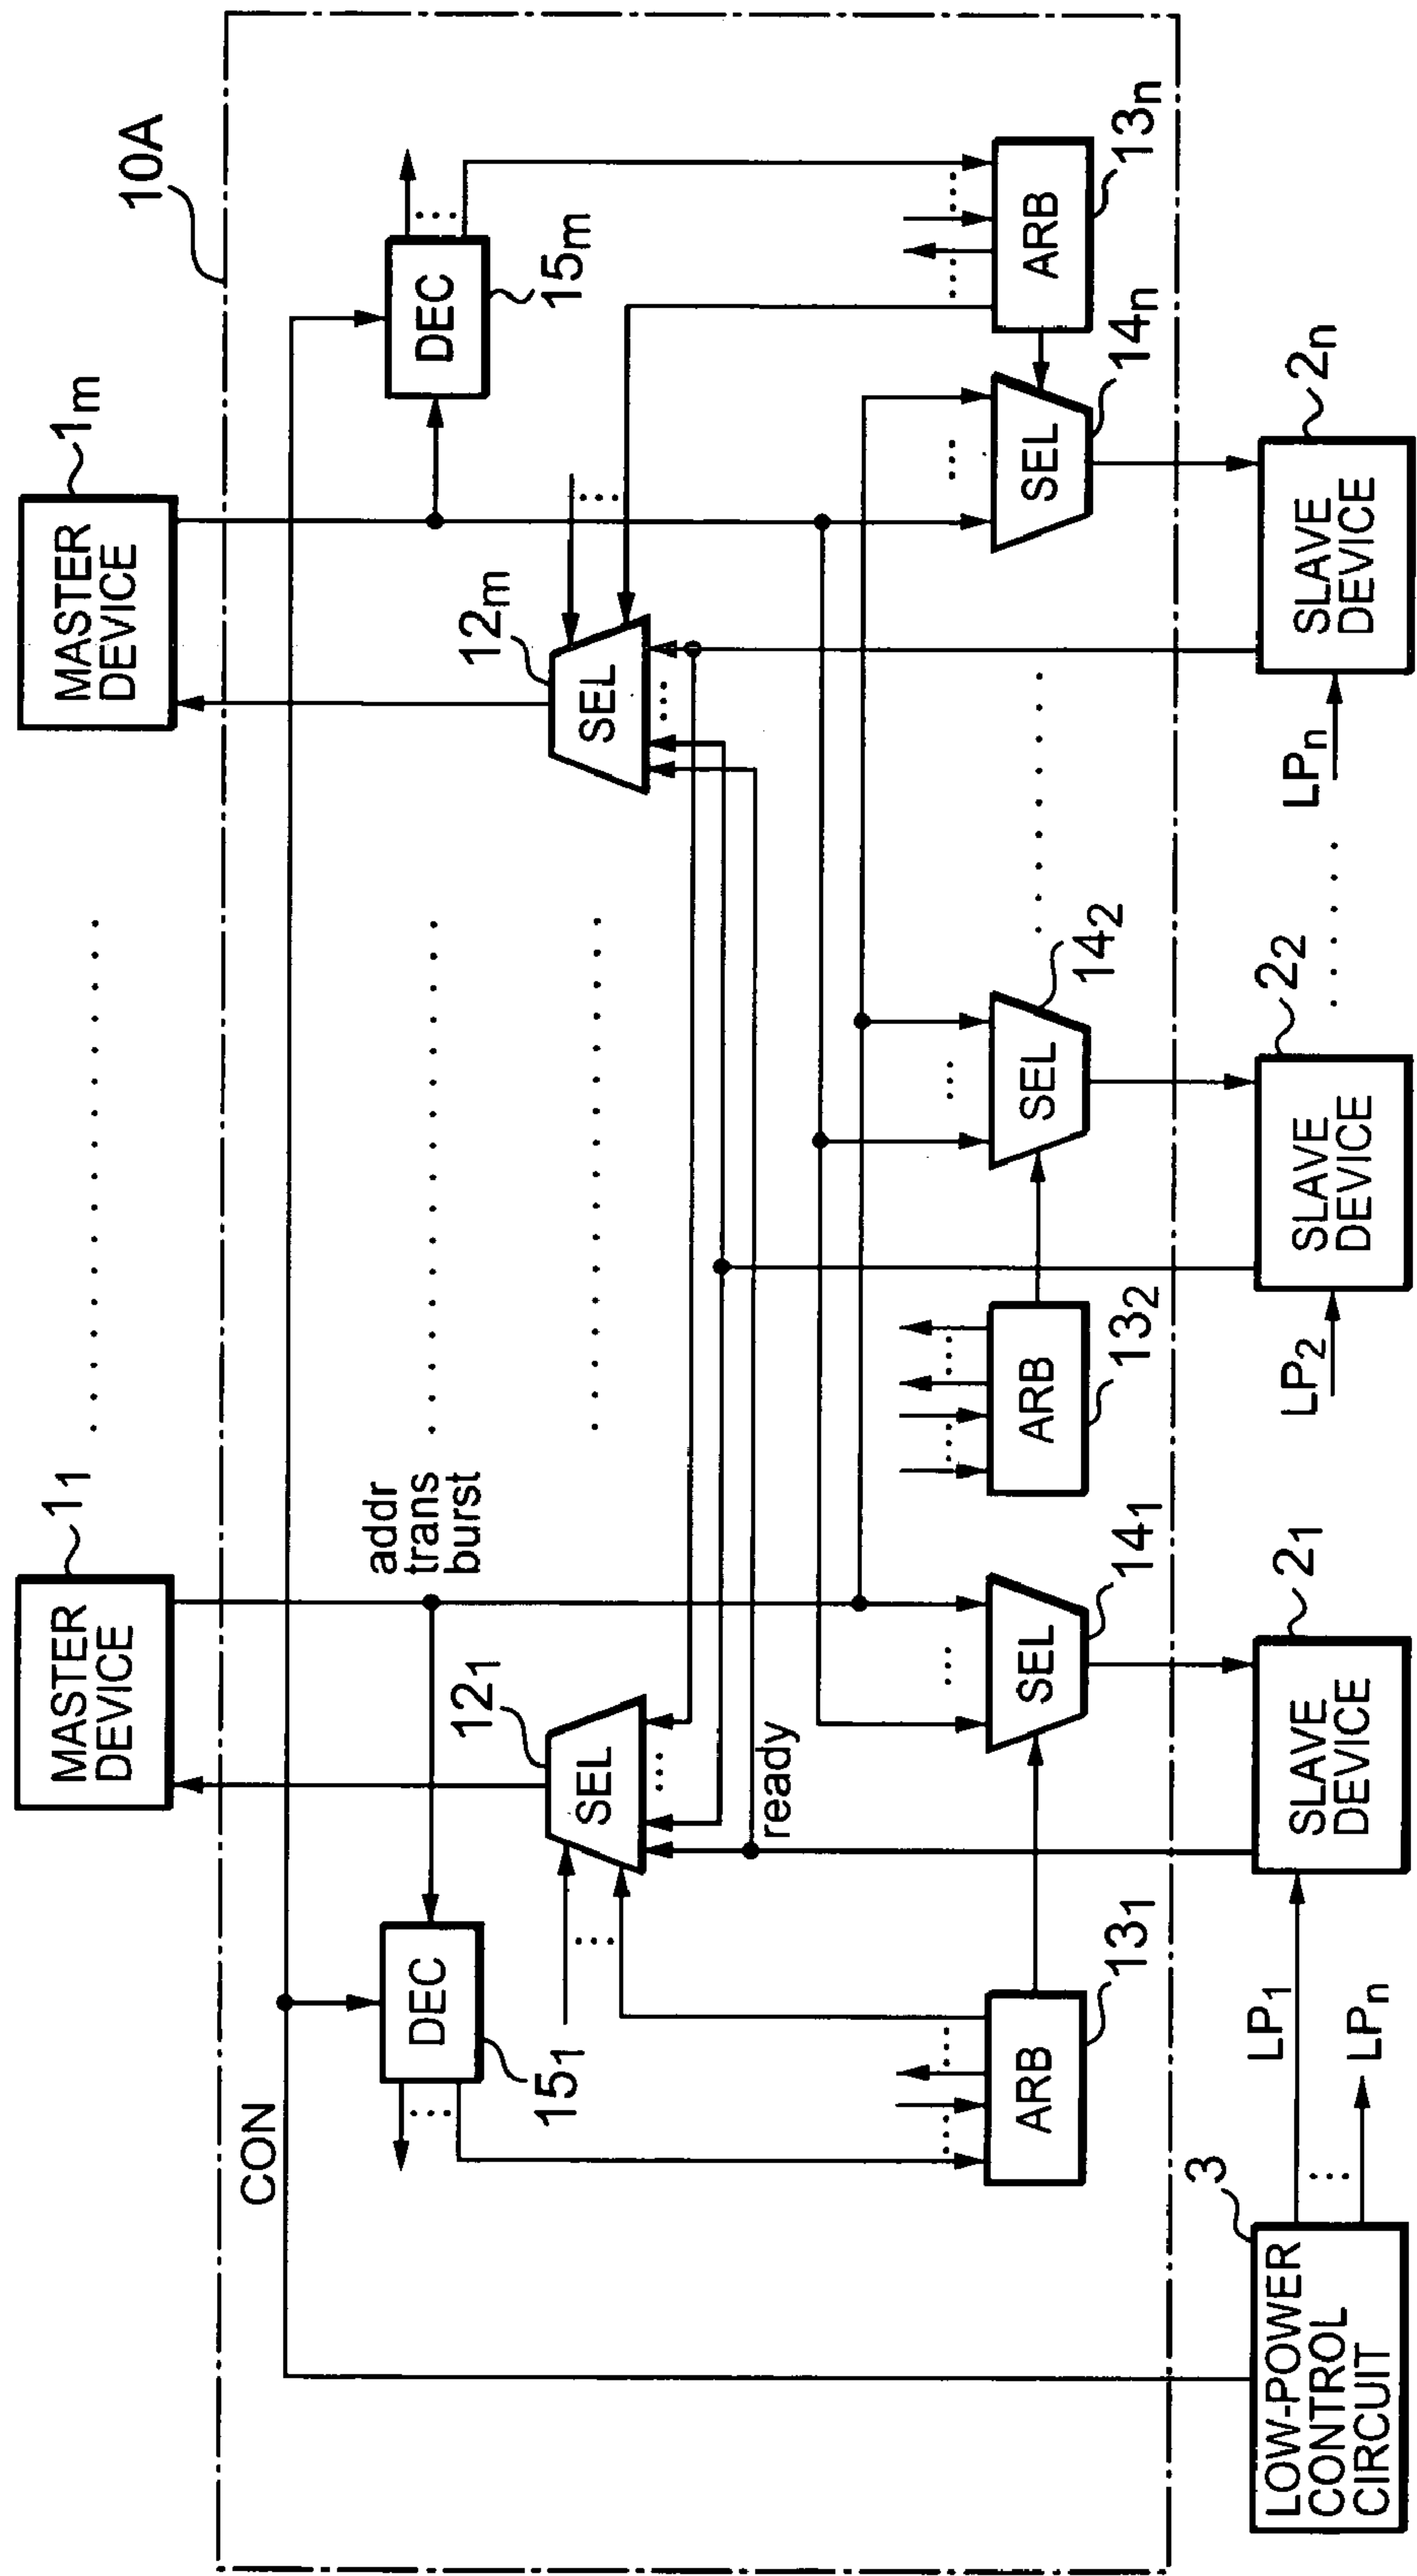 10A
MASTER
DEVICE
1₁
MASTER
DEVICE
1ₘ
CON
addr
trans
burst
DEC
15₁
DEC
15ₘ
SEL
12₁
SEL
12ₘ
ready
ARB
13₁
SEL
14₁
ARB
13₂
SEL
14₂
SEL
14ₙ
ARB
13ₙ
LOW-POWER
CONTROL
CIRCUIT
3
LP₁
LPₙ
SLAVE
DEVICE
2₁
LP₂
SLAVE
DEVICE
2₂
LPₙ
SLAVE
DEVICE
2ₙ